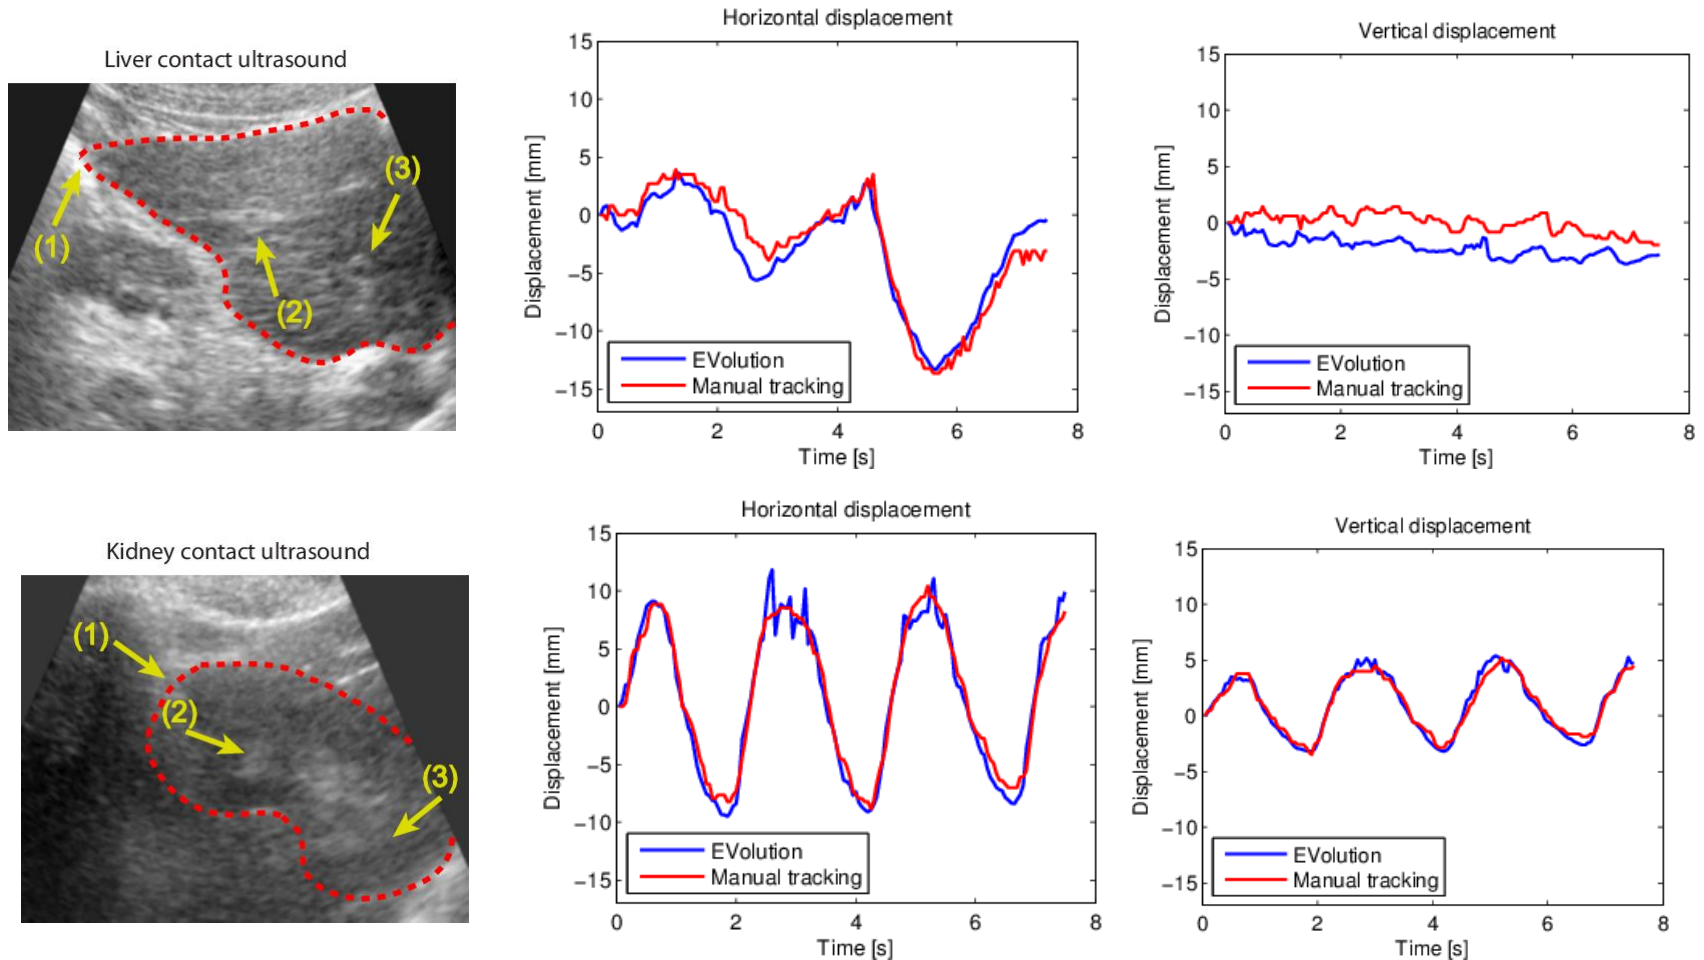 Liver contact ultrasound
(1)
(2)
(3)
Horizontal displacement
Displacement [mm]
15
10
5
0
−5
−10
−15
EVolution
Manual tracking
0 2 4 6 8
Time [s]
Vertical displacement
Displacement [mm]
15
10
5
0
−5
−10
−15
EVolution
Manual tracking
0 2 4 6 8
Time [s]
Kidney contact ultrasound
(1)
(2)
(3)
Horizontal displacement
Displacement [mm]
15
10
5
0
−5
−10
−15
EVolution
Manual tracking
0 2 4 6 8
Time [s]
Vertical displacement
Displacement [mm]
15
10
5
0
−5
−10
−15
EVolution
Manual tracking
0 2 4 6 8
Time [s]